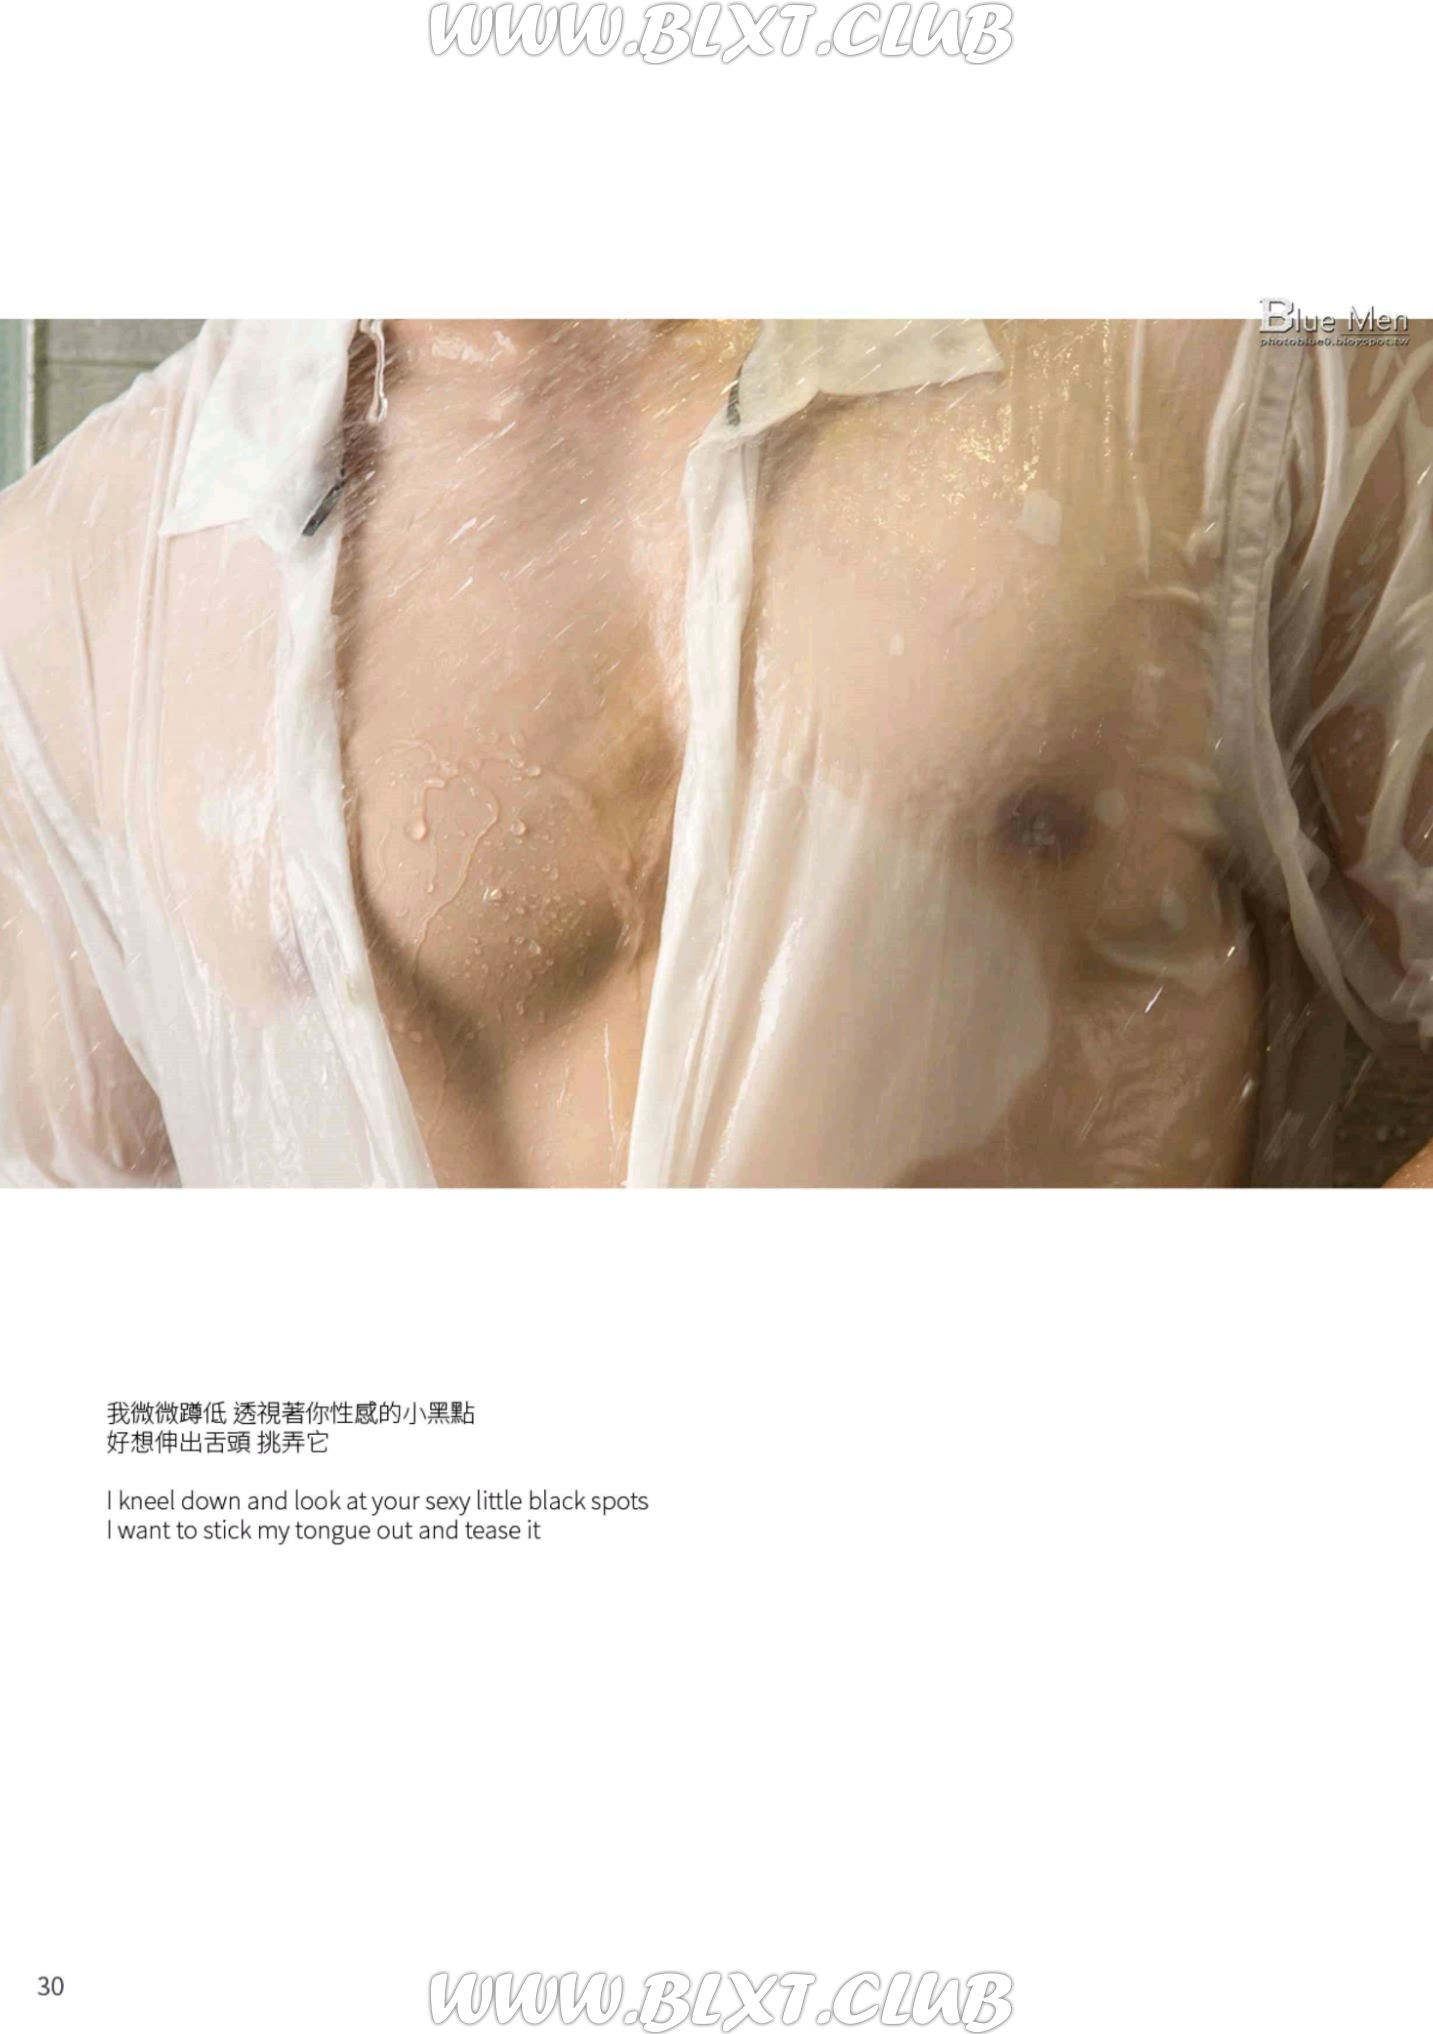 WWW.BLXT.CLUB
Blue Men
photoblue0.blogspot.tw
我微微蹲低 透視著你性感的小黑點
好想伸出舌頭 挑弄它
I kneel down and look at your sexy little black spots
I want to stick my tongue out and tease it
30
WWW.BLXT.CLUB